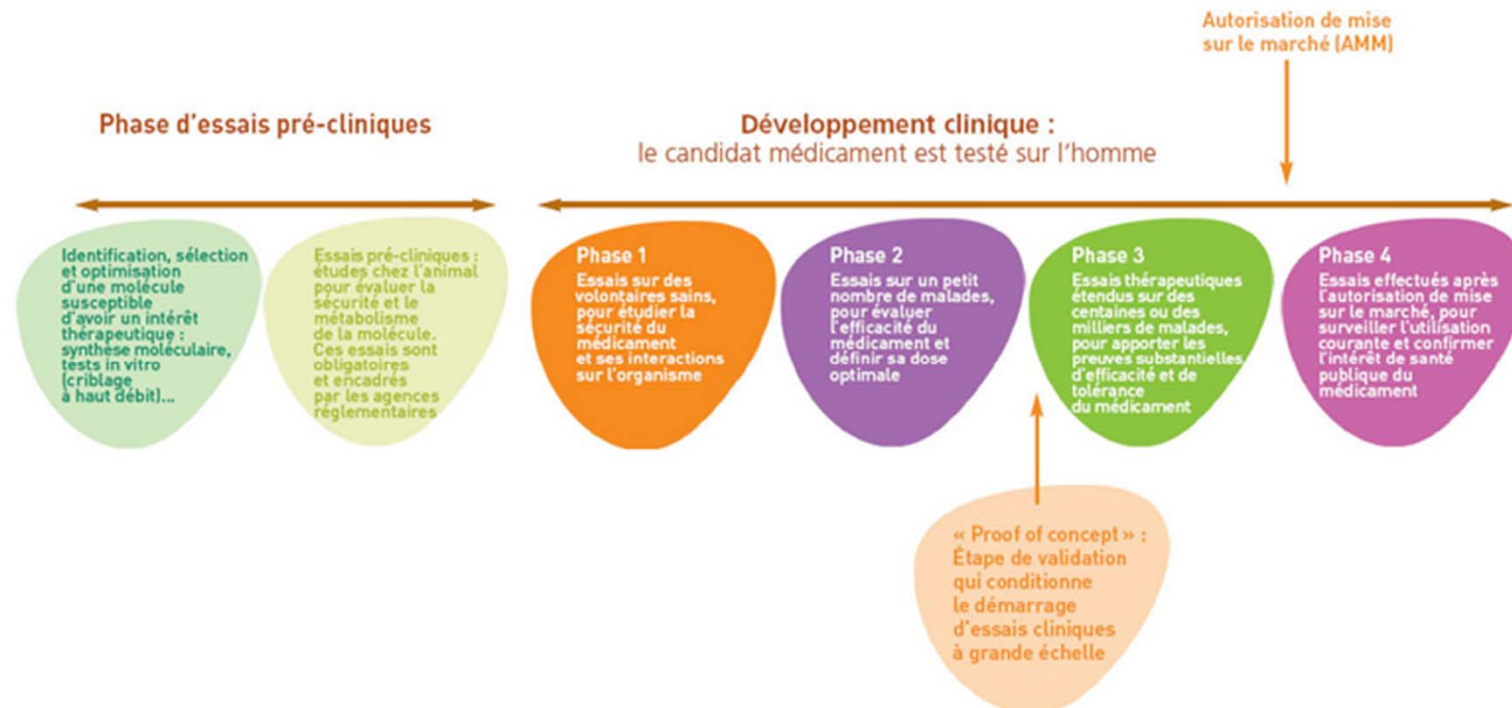 Autorisation de mise
sur le marché (AMM)
Phase d'essais pré-cliniques
Développement clinique :
le candidat médicament est testé sur l'homme
Identification, sélection
et optimisation
d'une molécule
susceptible
d'avoir un intérêt
thérapeutique :
synthèse moléculaire,
tests in vitro
(criblage
à haut débit)...
Essais pré-cliniques :
études chez l'animal
pour évaluer la
sécurité et le
métabolisme
de la molécule.
Ces essais sont
obligatoires
et encadrés
par les agences
réglementaires
Phase 1
Essais sur des
volontaires sains,
pour étudier la
sécurité du
médicament
et ses interactions
sur l'organisme
Phase 2
Essais sur un petit
nombre de malades,
pour évaluer
l'efficacité du
médicament et
définir sa dose
optimale
Phase 3
Essais thérapeutiques
étendus sur des
centaines ou des
milliers de malades,
pour apporter les
preuves substantielles
d'efficacité et de
tolérance
du médicament
Phase 4
Essais effectués après
l'autorisation de mise
sur le marché, pour
surveiller l'utilisation
courante et confirmer
l'intérêt de santé
publique du
médicament
« Proof of concept » :
Étape de validation
qui conditionne
le démarrage
d'essais cliniques
à grande échelle